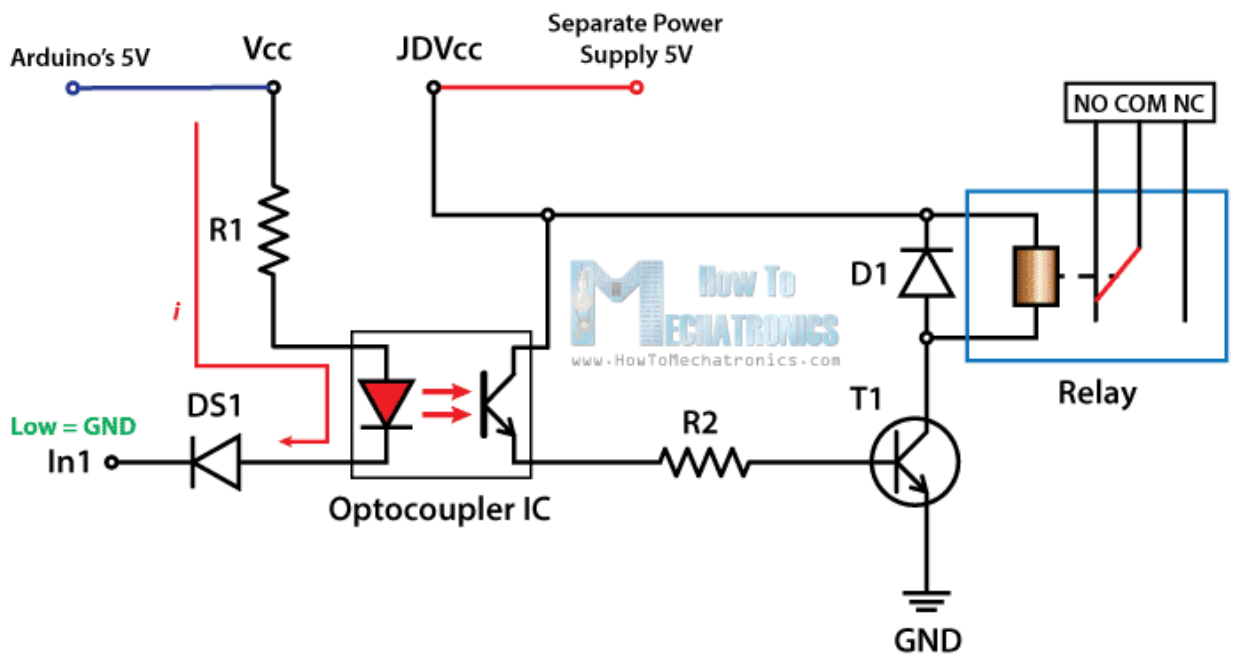 Separate Power
Supply 5V
Arduino's 5V
Vcc
JDVcc
NO COM NC
R1
D1
How To
MECHATRONICS
www.HowToMechatronics.com
i
Relay
DS1
T1
Low = GND
R2
In1
Optocoupler IC
GND